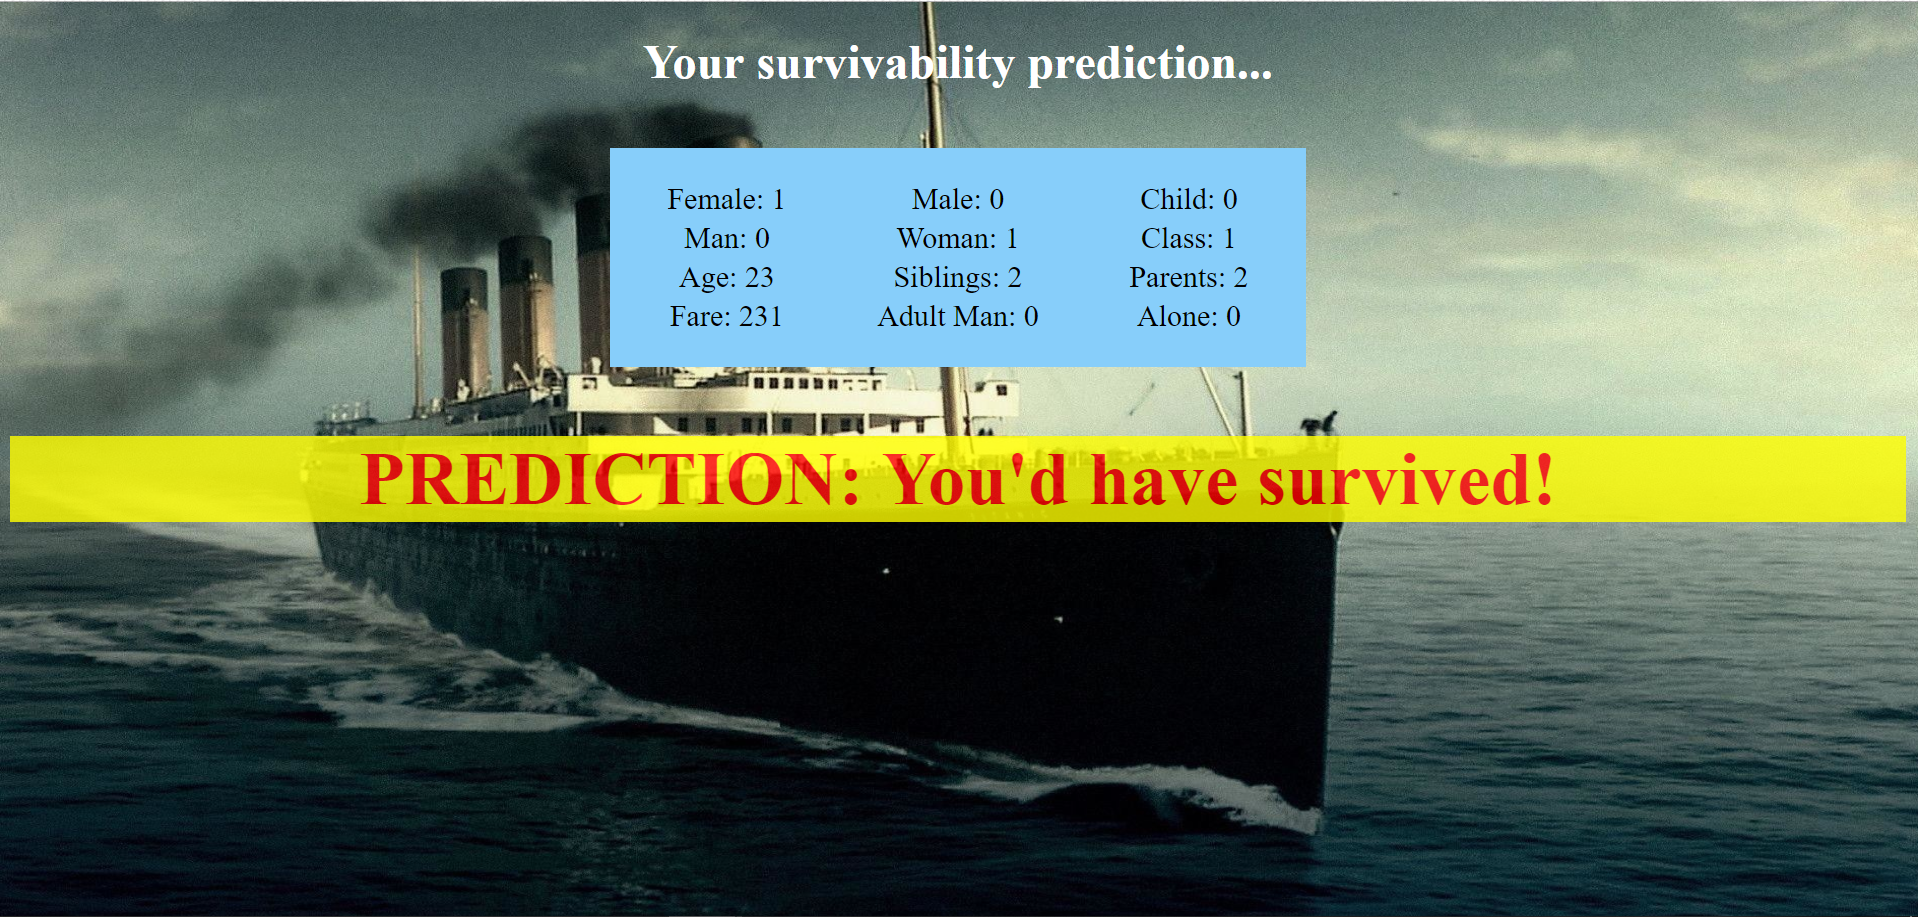 Your survivability prediction...
Female: 1 Male: 0 Child: 0
Man: 0 Woman: 1 Class: 1
Age: 23 Siblings: 2 Parents: 2
Fare: 231 Adult Man: 0 Alone: 0
PREDICTION: You'd have survived!